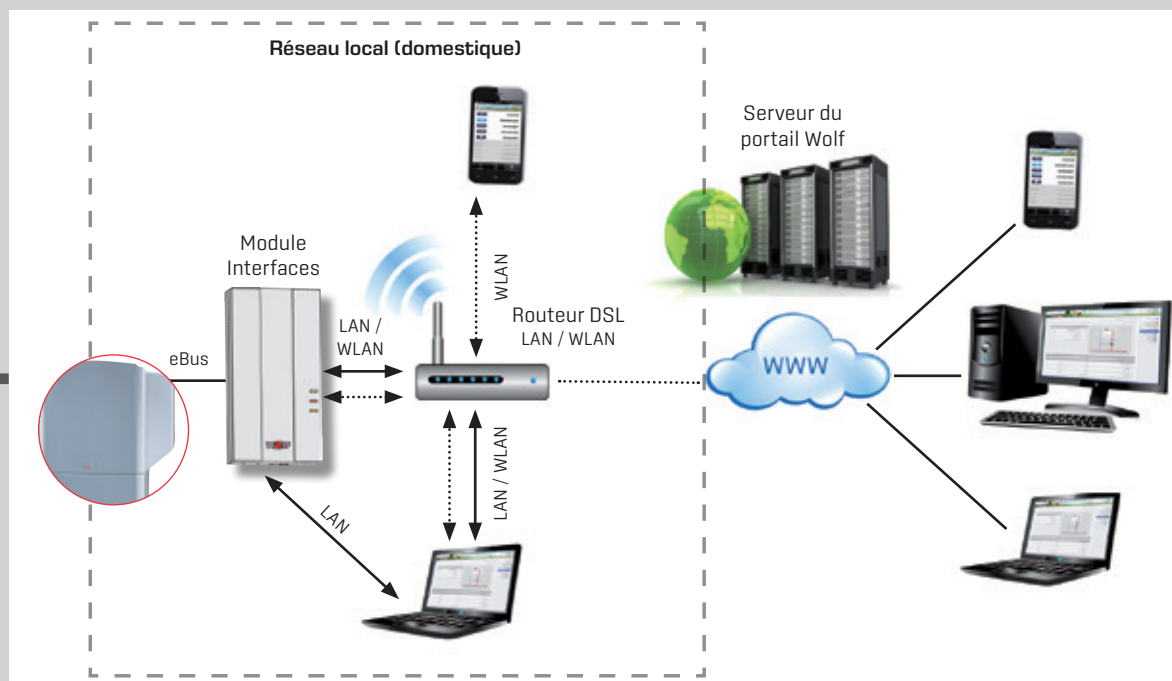 Réseau local (domestique)
Serveur du
portail Wolf
Module
Interfaces
WLAN
Routeur DSL
LAN / WLAN
LAN /
WLAN
eBus
WWW
LAN / WLAN
LAN